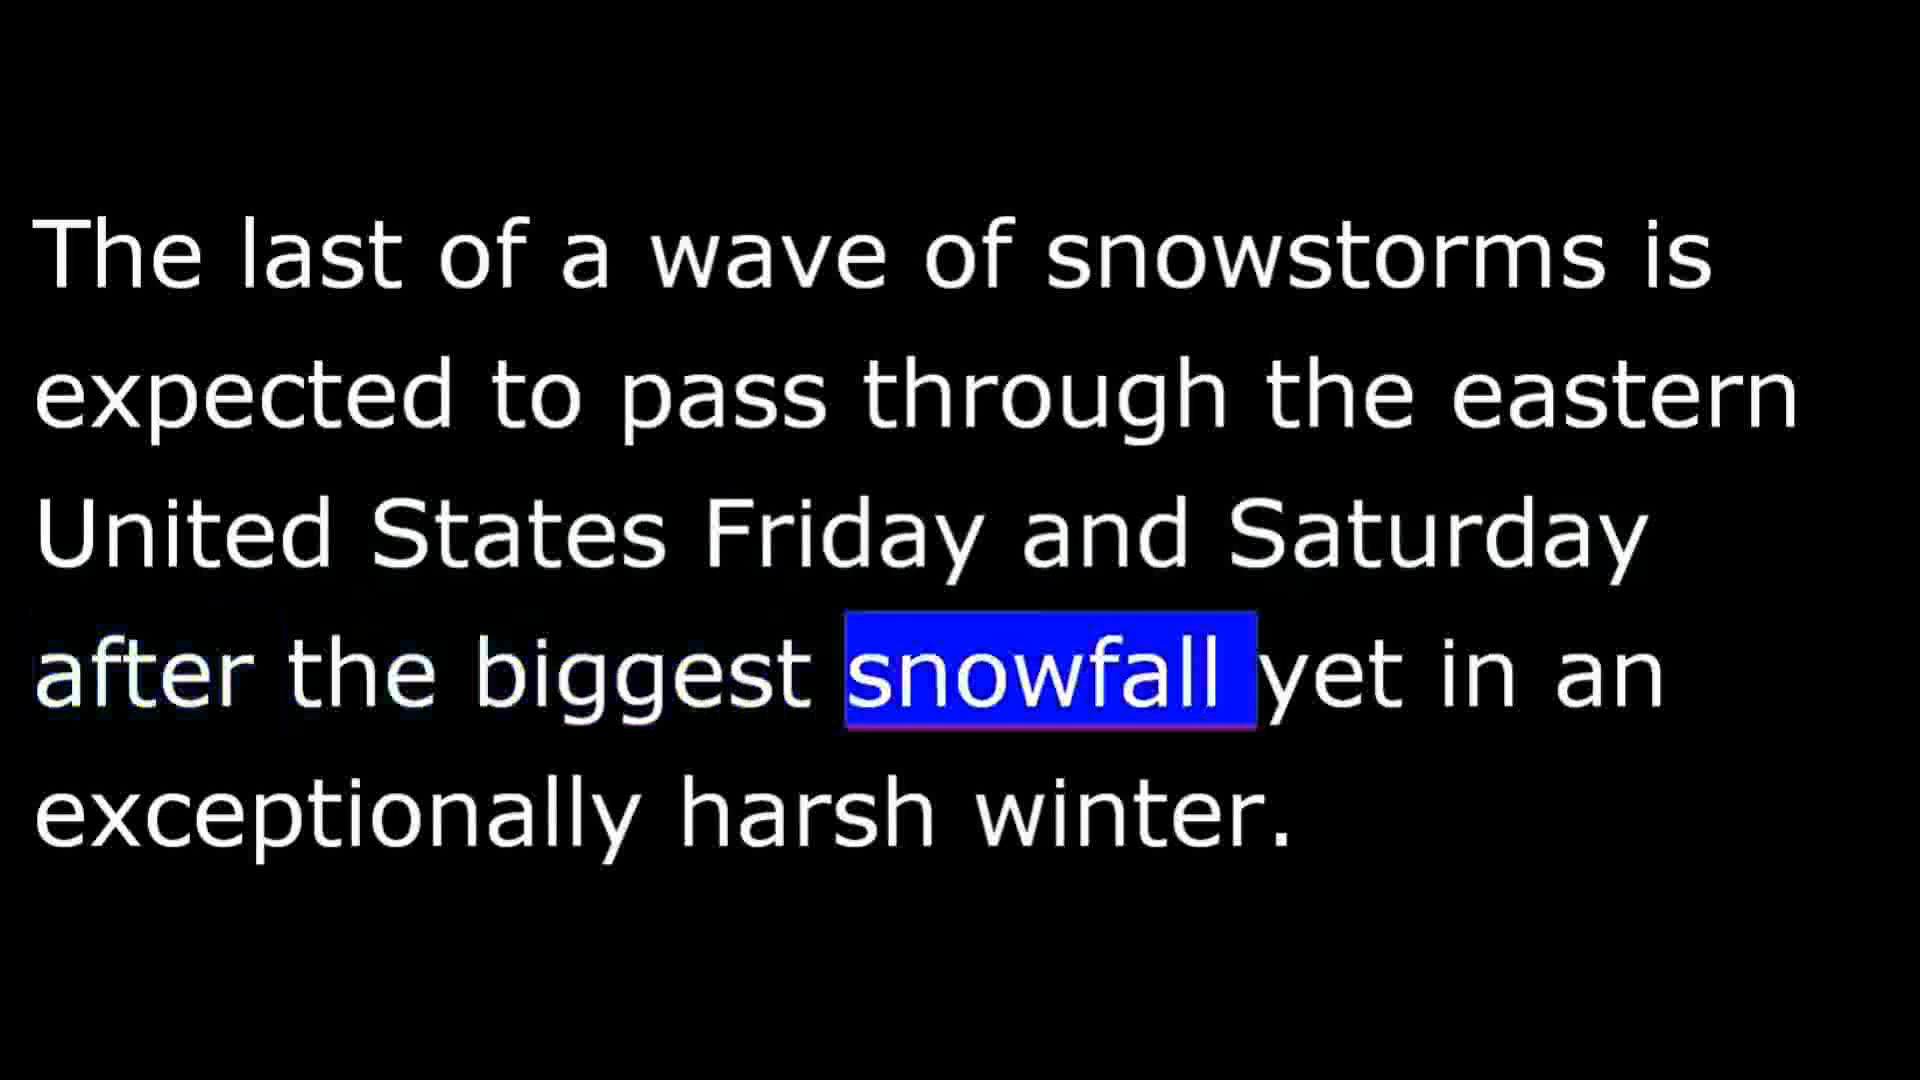 The last of a wave of snowstorms is
expected to pass through the eastern
United States Friday and Saturday
after the biggest snowfall yet in an
exceptionally harsh winter.